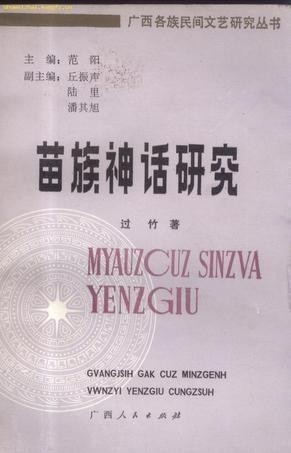 广西各族民间文艺研究丛书
主编：范阳
副主编：丘振声
陆里
潘其旭
苗族神话研究
过竹著
MYAUZCUZ SINZVA
YENZGIU
GVANGJSIH GAK CUZ MINZGENH
VWNZYI YENZGIU CUNGZSUH
广西人民出版社